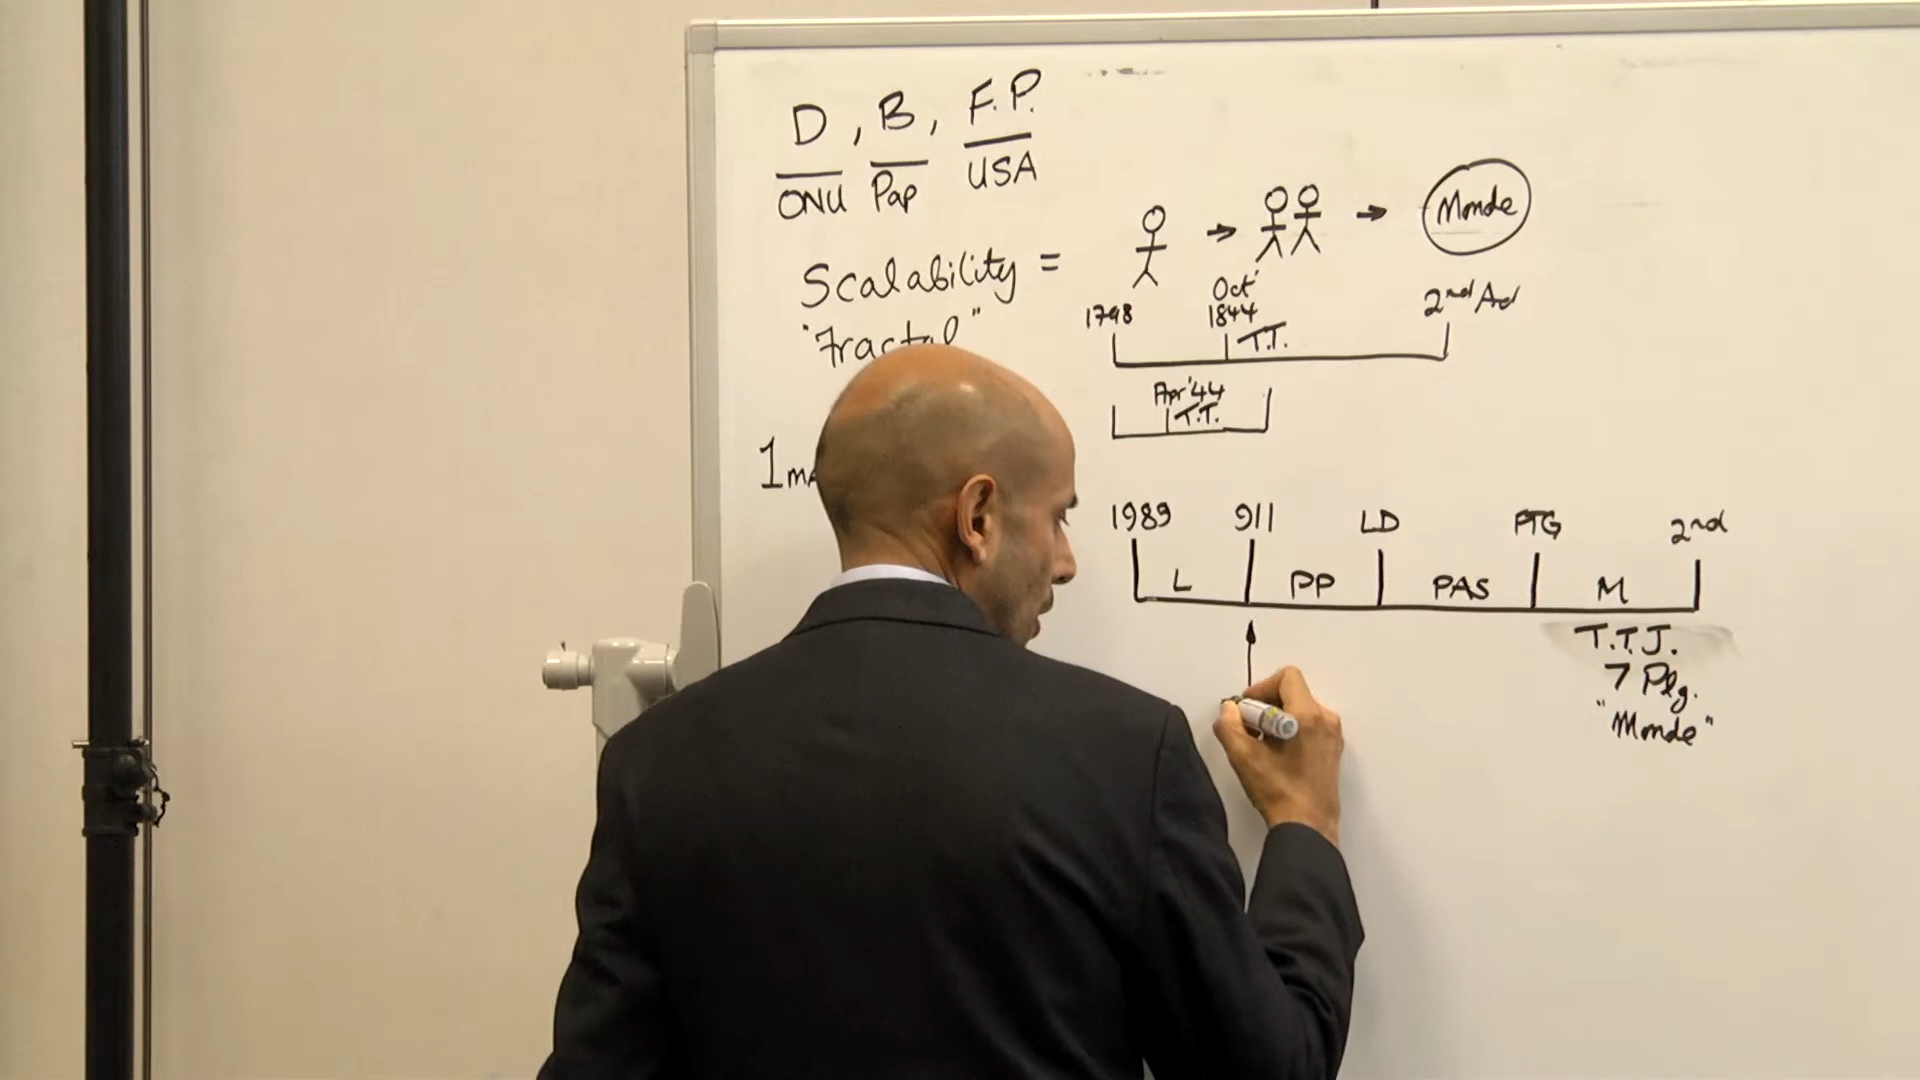 D, B, F.P.
ONU Pap USA
Scalability =
"Fractal"
Monde
1798
Oct
1844
T.T.
2nd Ad
Apr '44
T.T.
1
1989 911 LD PTG 2nd
L PP PAS M
T.T.J.
7 Plg.
"Monde"